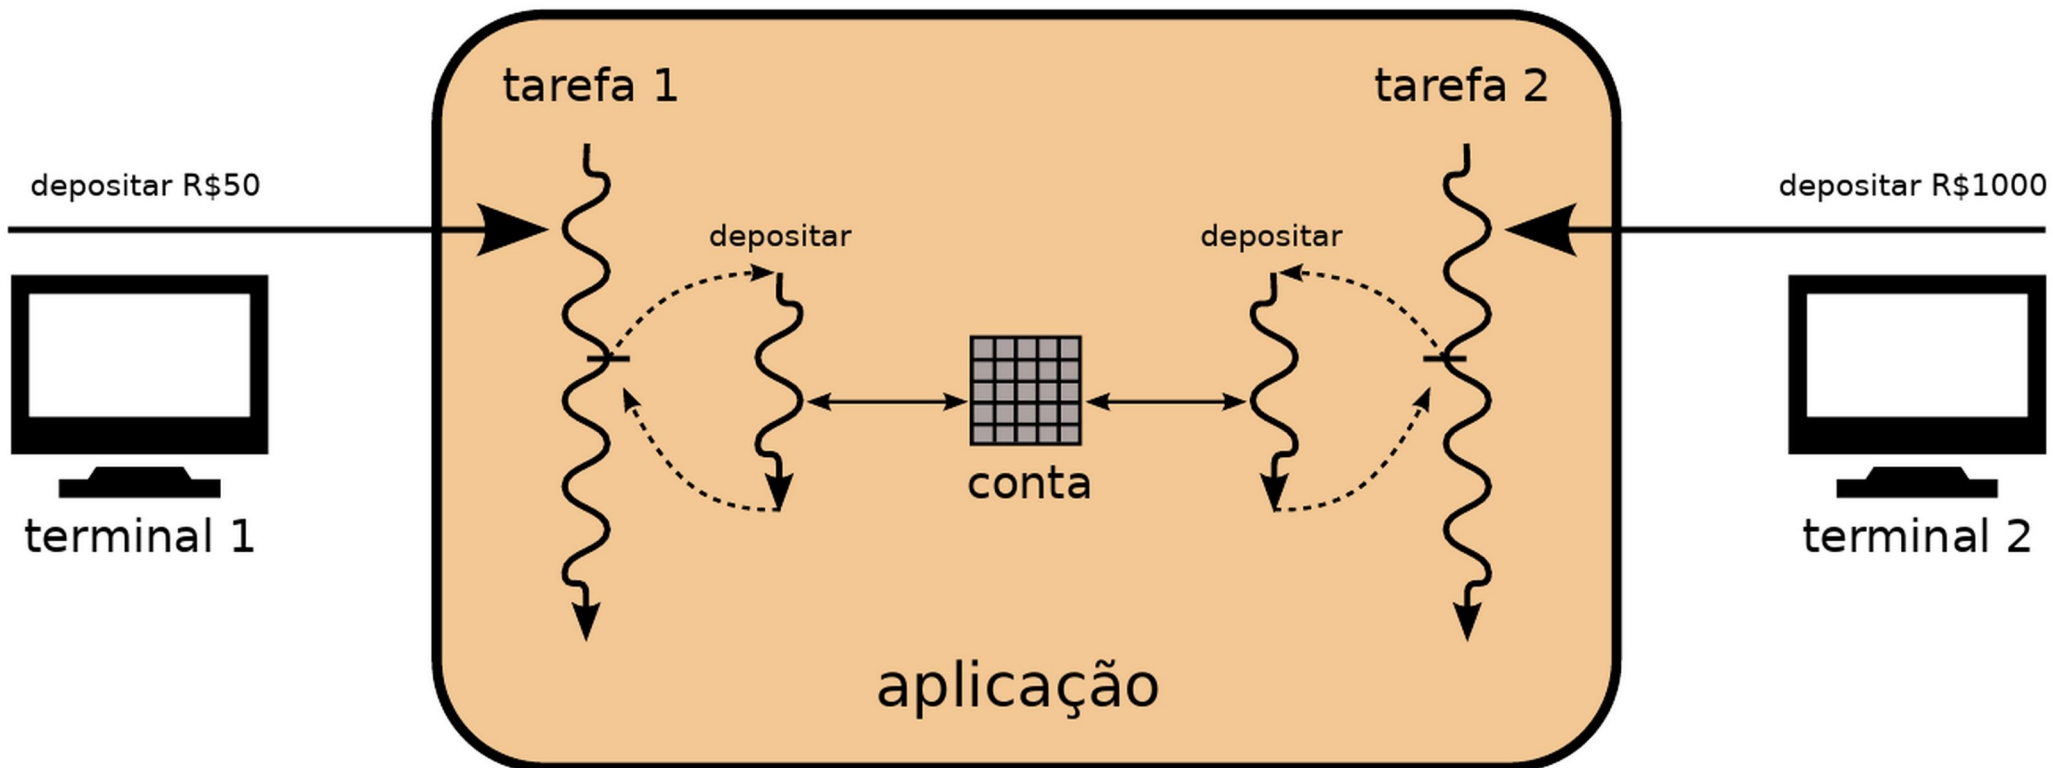 tarefa 1
tarefa 2
depositar R$50
depositar R$1000
depositar
depositar
conta
terminal 1
terminal 2
aplicação